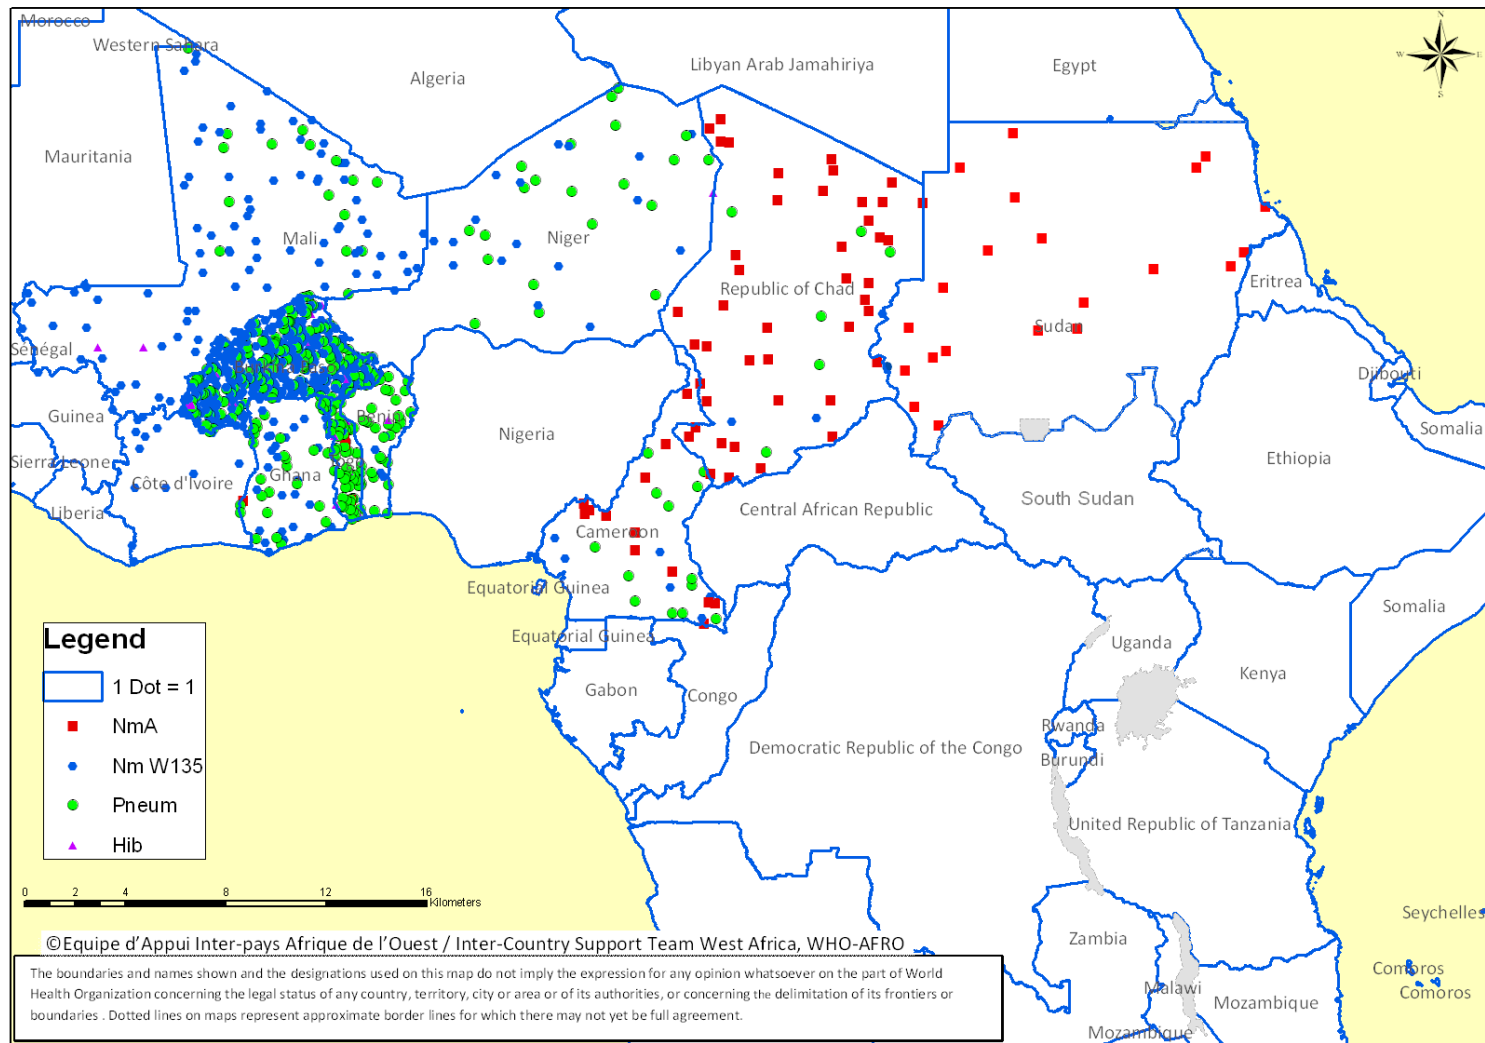 Morocco
Western Sahara
Algeria
Libyan Arab Jamahiriya
Egypt
N
W
E
S
Mauritania
Mali
Niger
Republic of Chad
Sudan
Eritrea
Sénégal
Djibouti
Guinea
Benin
Nigeria
Somalia
Sierra Leone
Togo
Ethiopia
Côte d'Ivoire
Ghana
South Sudan
Liberia
Central African Republic
Cameroon
Equatorial Guinea
Somalia
Equatorial Guinea
Uganda
Kenya
Gabon
Congo
Rwanda
Democratic Republic of the Congo
Burundi
United Republic of Tanzania
Seychelles
Zambia
Comoros
Comoros
Malawi
Mozambique
Mozambique
Legend
1 Dot = 1
NmA
Nm W135
Pneum
Hib
0 2 4 8 12 16
Kilometers
©Equipe d'Appui Inter-pays Afrique de l'Ouest / Inter-Country Support Team West Africa, WHO-AFRO
The boundaries and names shown and the designations used on this map do not imply the expression for any opinion whatsoever on the part of World
Health Organization concerning the legal status of any country, territory, city or area or of its authorities, or concerning the delimitation of its frontiers or
boundaries . Dotted lines on maps represent approximate border lines for which there may not yet be full agreement.